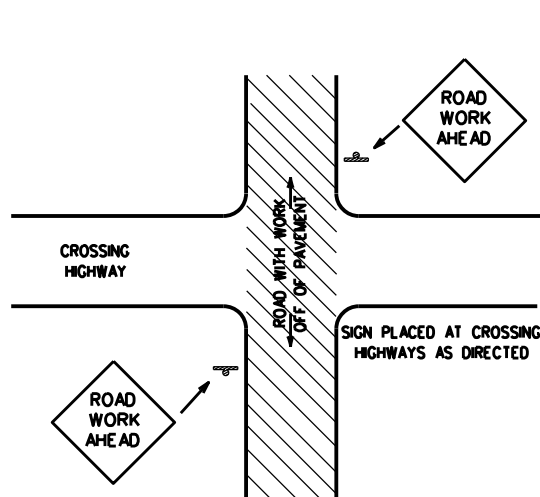 ROAD
WORK
AHEAD
ROAD WITH WORK
OFF OF PAVEMENT
CROSSING
HIGHWAY
SIGN PLACED AT CROSSING
HIGHWAYS AS DIRECTED
ROAD
WORK
AHEAD